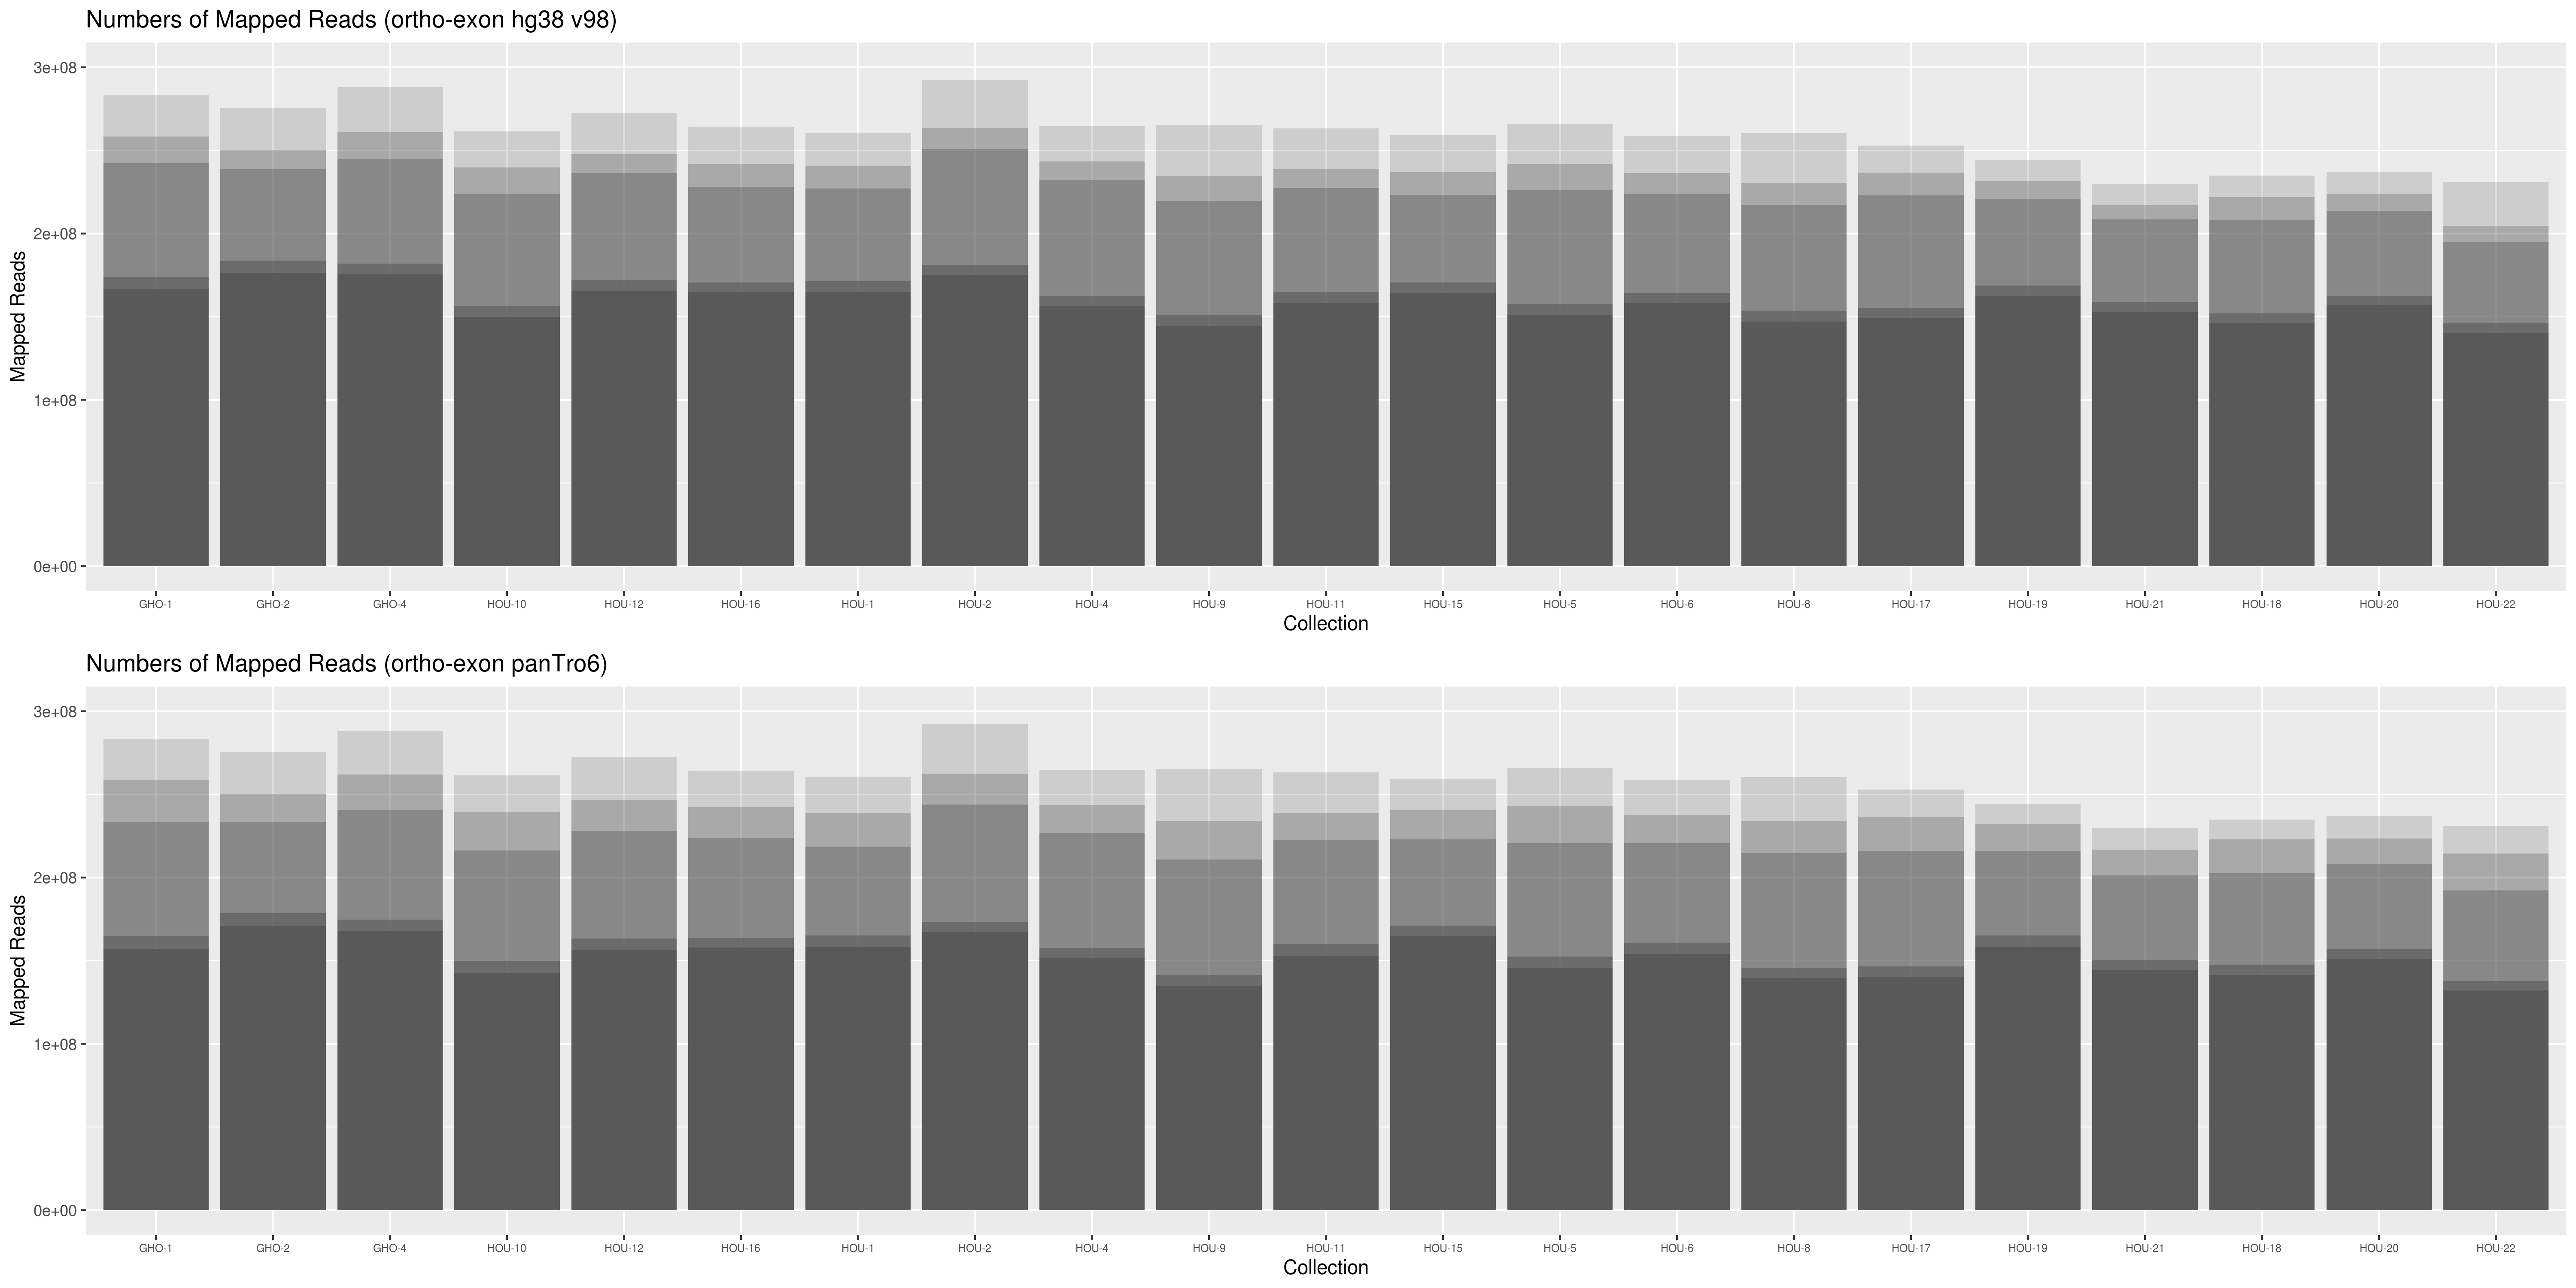 Numbers of Mapped Reads (ortho-exon hg38 v98)
3e+08
2e+08
1e+08
0e+00
Mapped Reads
GHO-1 GHO-2 GHO-4 HOU-10 HOU-12 HOU-16 HOU-1 HOU-2 HOU-4 HOU-9 HOU-11 HOU-15 HOU-5 HOU-6 HOU-8 HOU-17 HOU-19 HOU-21 HOU-18 HOU-20 HOU-22
Collection
Numbers of Mapped Reads (ortho-exon panTro6)
3e+08
2e+08
1e+08
0e+00
Mapped Reads
GHO-1 GHO-2 GHO-4 HOU-10 HOU-12 HOU-16 HOU-1 HOU-2 HOU-4 HOU-9 HOU-11 HOU-15 HOU-5 HOU-6 HOU-8 HOU-17 HOU-19 HOU-21 HOU-18 HOU-20 HOU-22
Collection